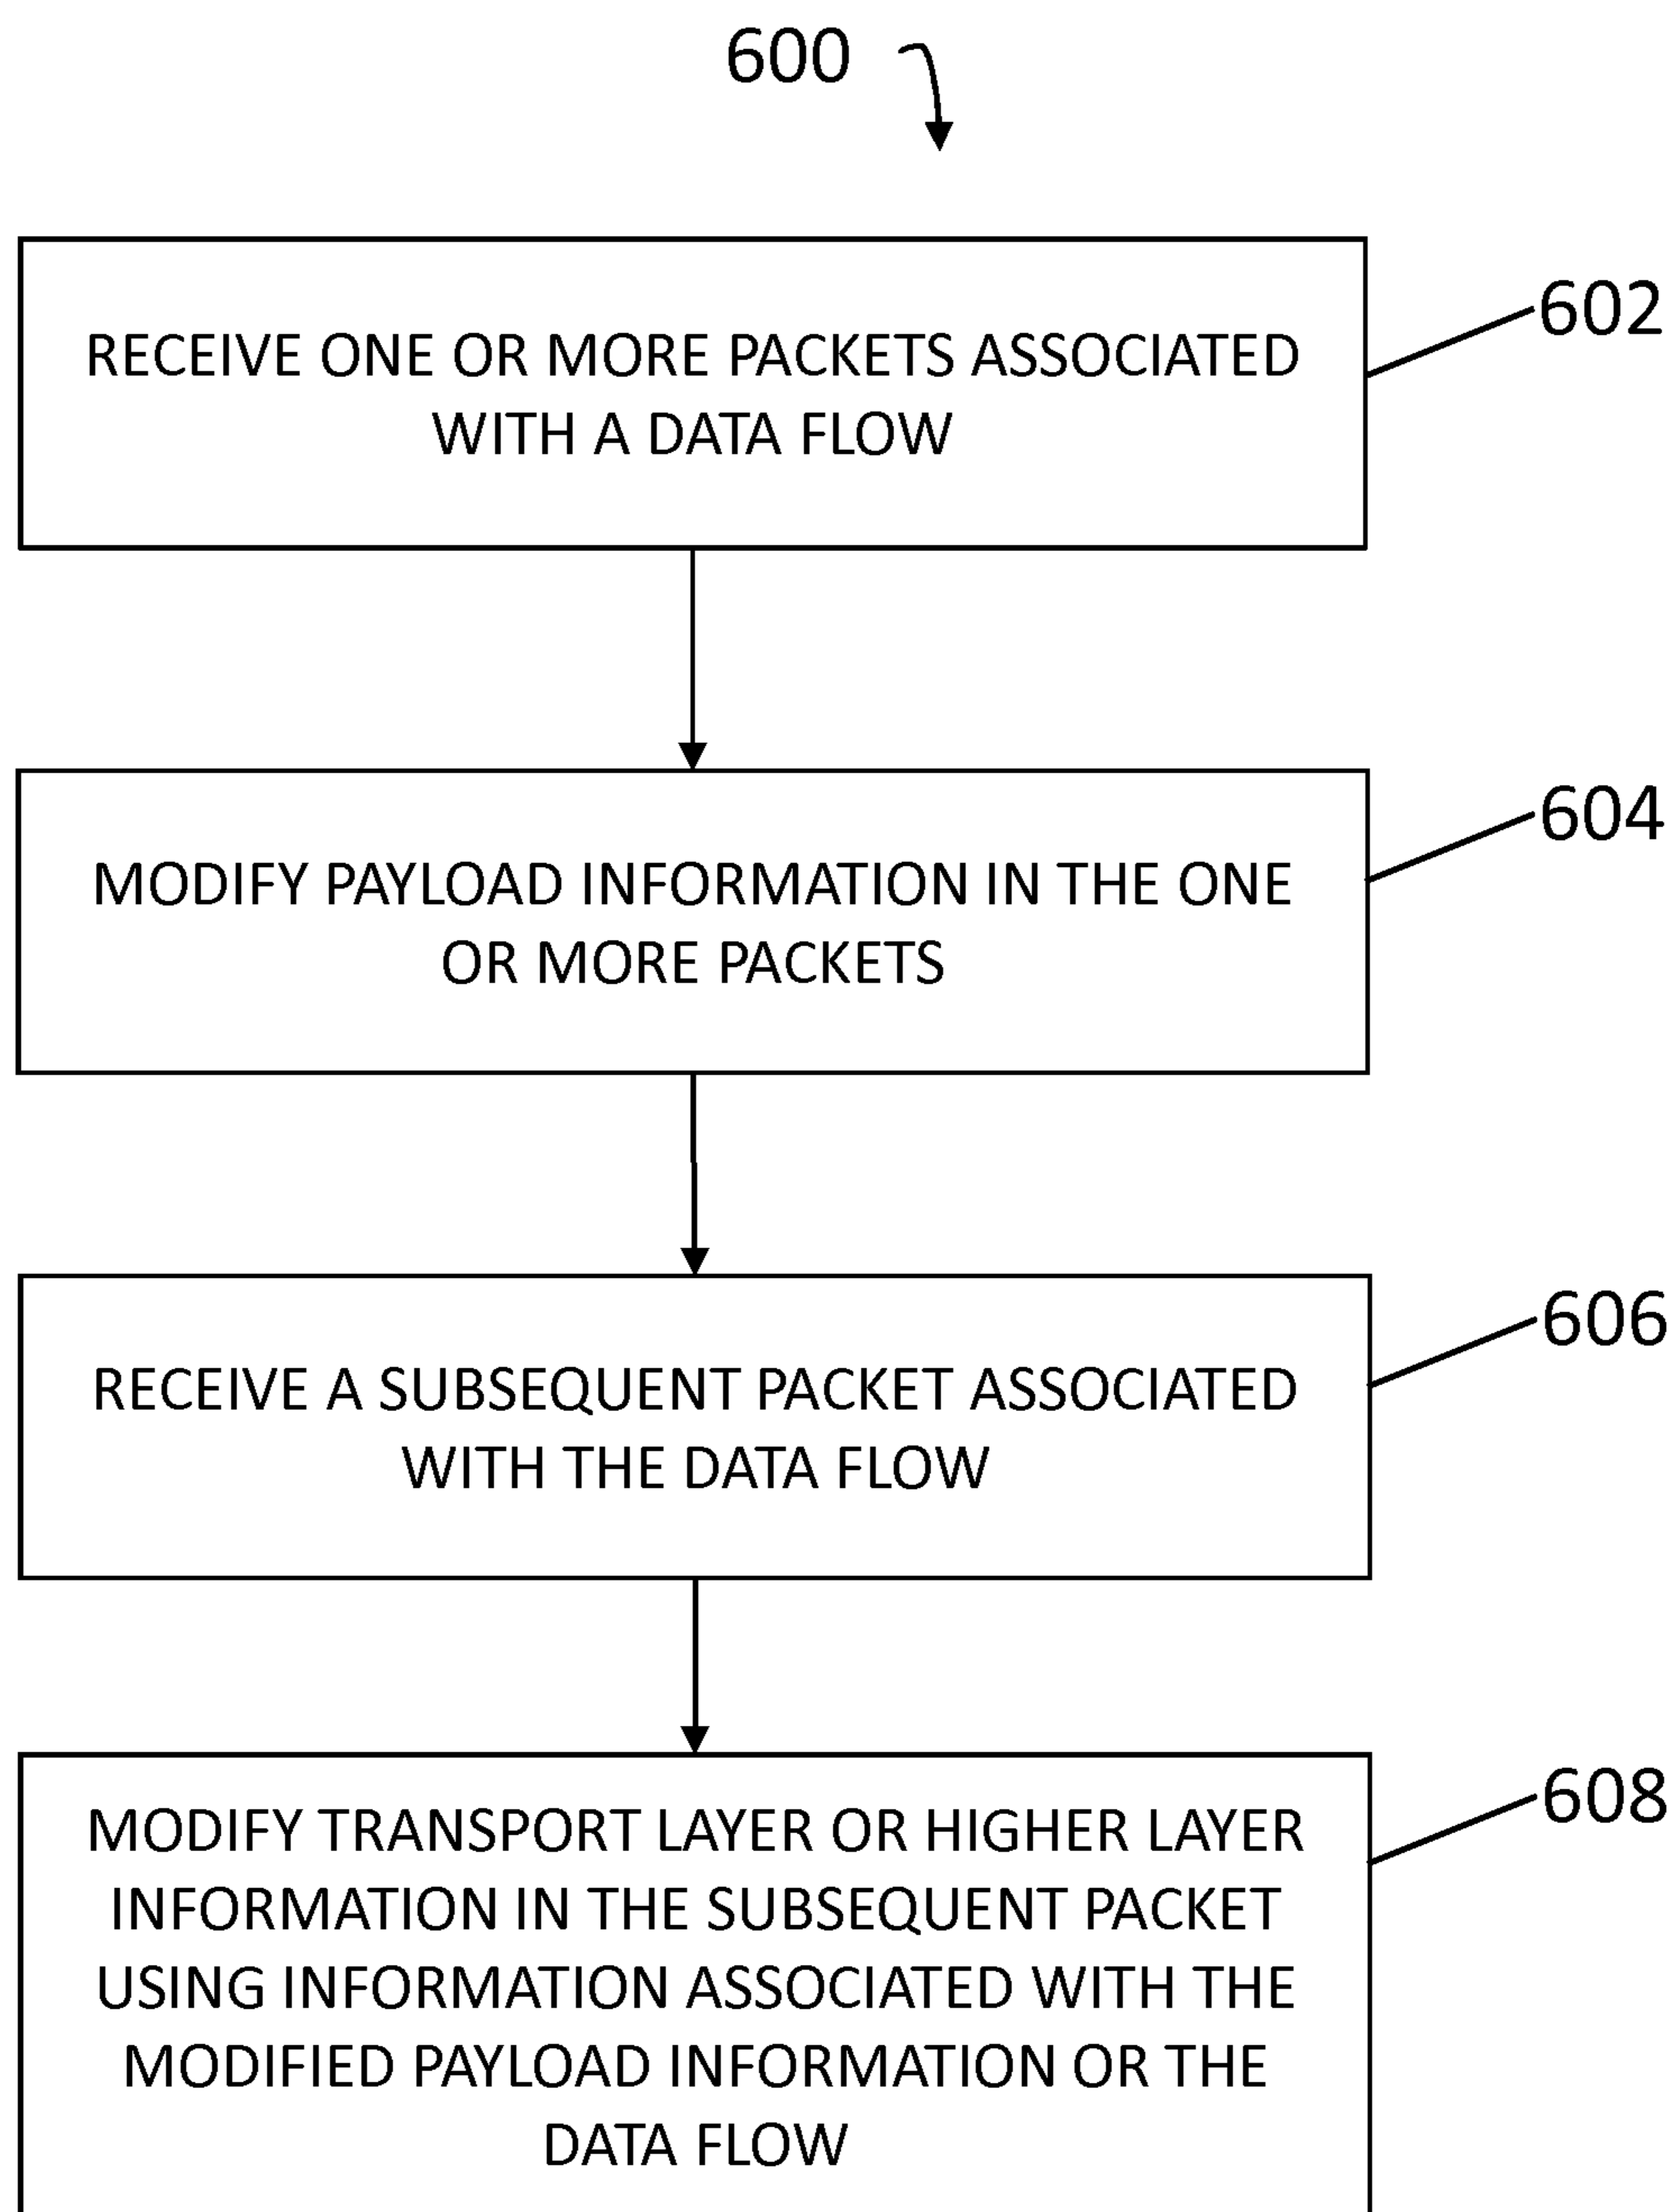 600
602
RECEIVE ONE OR MORE PACKETS ASSOCIATED
WITH A DATA FLOW
604
MODIFY PAYLOAD INFORMATION IN THE ONE
OR MORE PACKETS
606
RECEIVE A SUBSEQUENT PACKET ASSOCIATED
WITH THE DATA FLOW
608
MODIFY TRANSPORT LAYER OR HIGHER LAYER
INFORMATION IN THE SUBSEQUENT PACKET
USING INFORMATION ASSOCIATED WITH THE
MODIFIED PAYLOAD INFORMATION OR THE
DATA FLOW